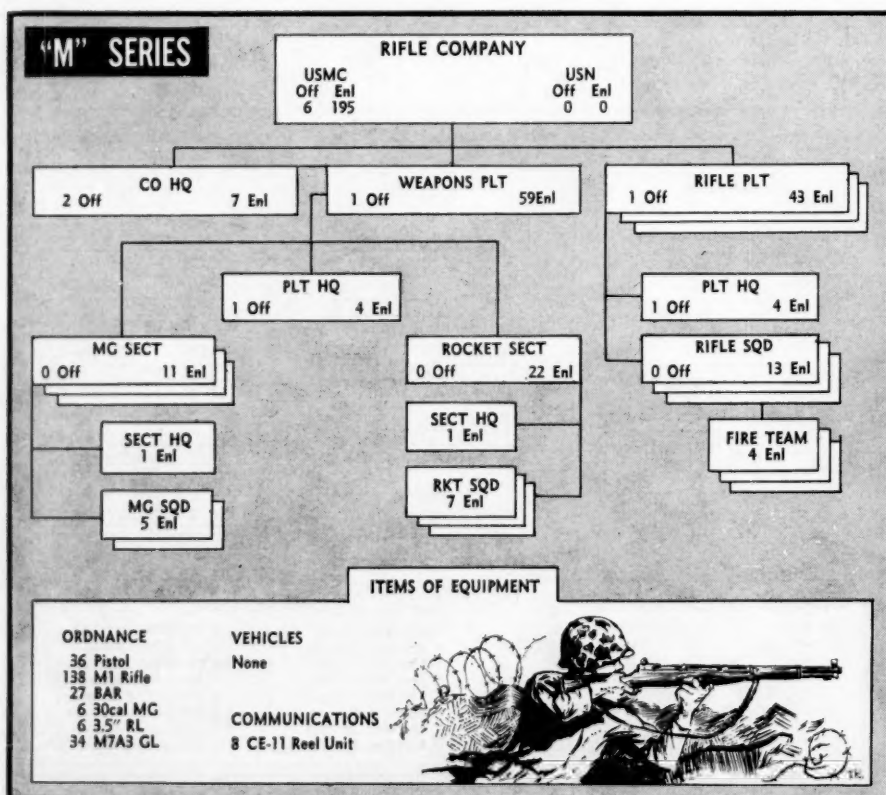 "M" SERIES
RIFLE COMPANY
USMC USN
Off Enl Off Enl
6 195 0 0
CO HQ
2 Off 7 Enl
WEAPONS PLT
1 Off 59Enl
RIFLE PLT
1 Off 43 Enl
PLT HQ
1 Off 4 Enl
PLT HQ
1 Off 4 Enl
MG SECT
0 Off 11 Enl
ROCKET SECT
0 Off 22 Enl
RIFLE SQD
0 Off 13 Enl
SECT HQ
1 Enl
SECT HQ
1 Enl
FIRE TEAM
4 Enl
MG SQD
5 Enl
RKT SQD
7 Enl
ITEMS OF EQUIPMENT
ORDNANCE
36 Pistol
138 M1 Rifle
27 BAR
6 30cal MG
6 3.5" RL
34 M7A3 GL
VEHICLES
None
COMMUNICATIONS
8 CE-11 Reel Unit